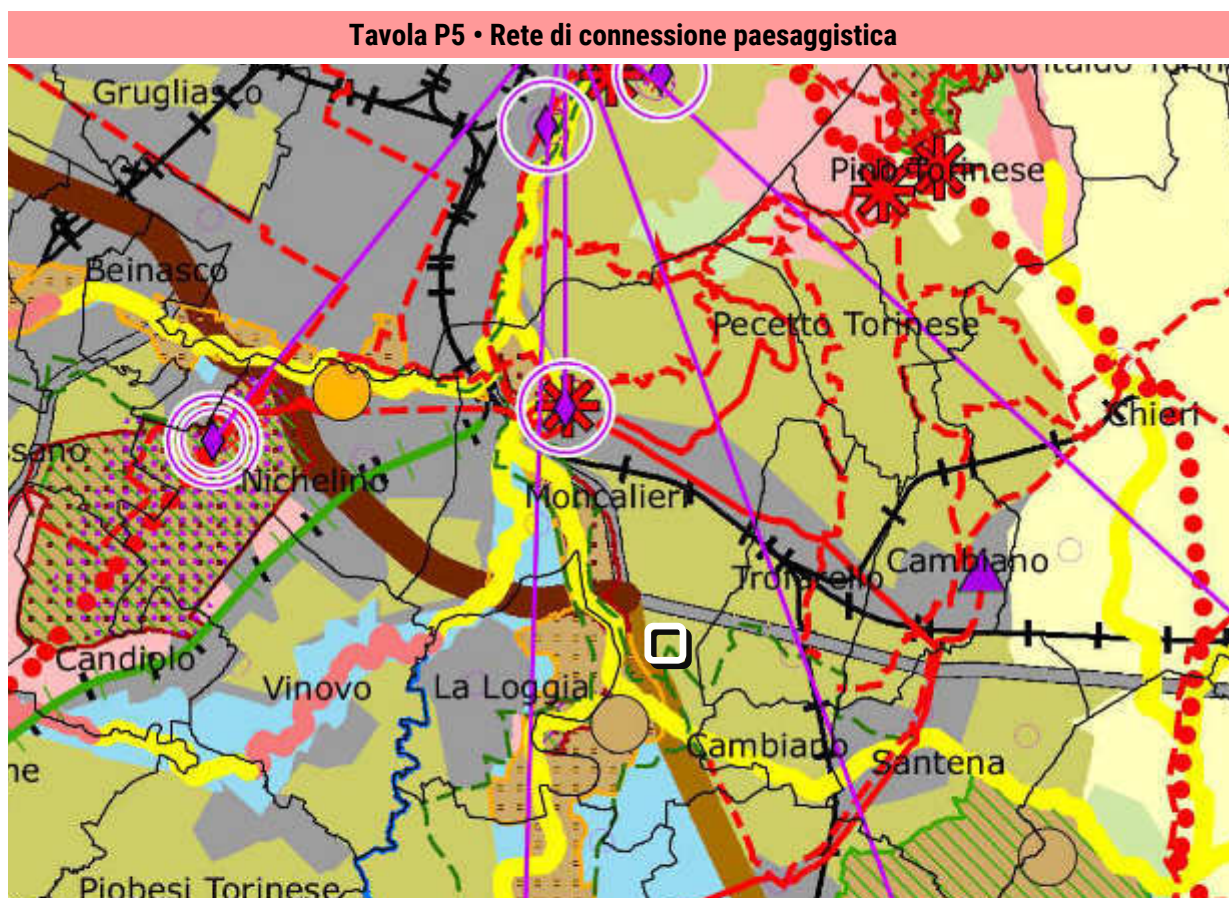 Tavola P5 • Rete di connessione paesaggistica
Grugliasco
Pino Torinese
Beinasco
Pecetto Torinese
Chieri
Nichelino
Moncalieri
Trofarello
Cambiano
Candiolo
Vinovo
La Loggia
Cambiano
Santena
Piobesi Torinese